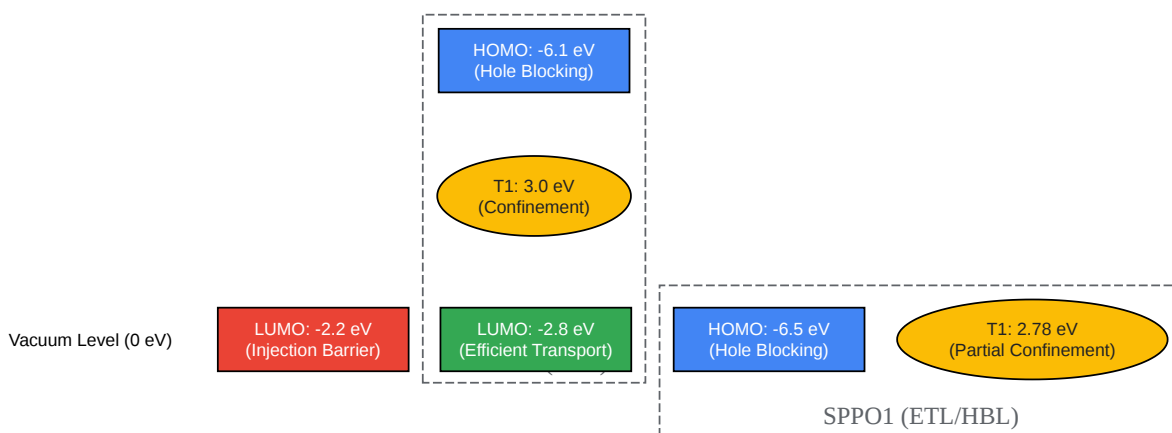 HOMO: -6.1 eV
(Hole Blocking)
T1: 3.0 eV
(Confinement)
Vacuum Level (0 eV)
LUMO: -2.2 eV
(Injection Barrier)
LUMO: -2.8 eV
(Efficient Transport)
HOMO: -6.5 eV
(Hole Blocking)
T1: 2.78 eV
(Partial Confinement)
SPPO1 (ETL/HBL)